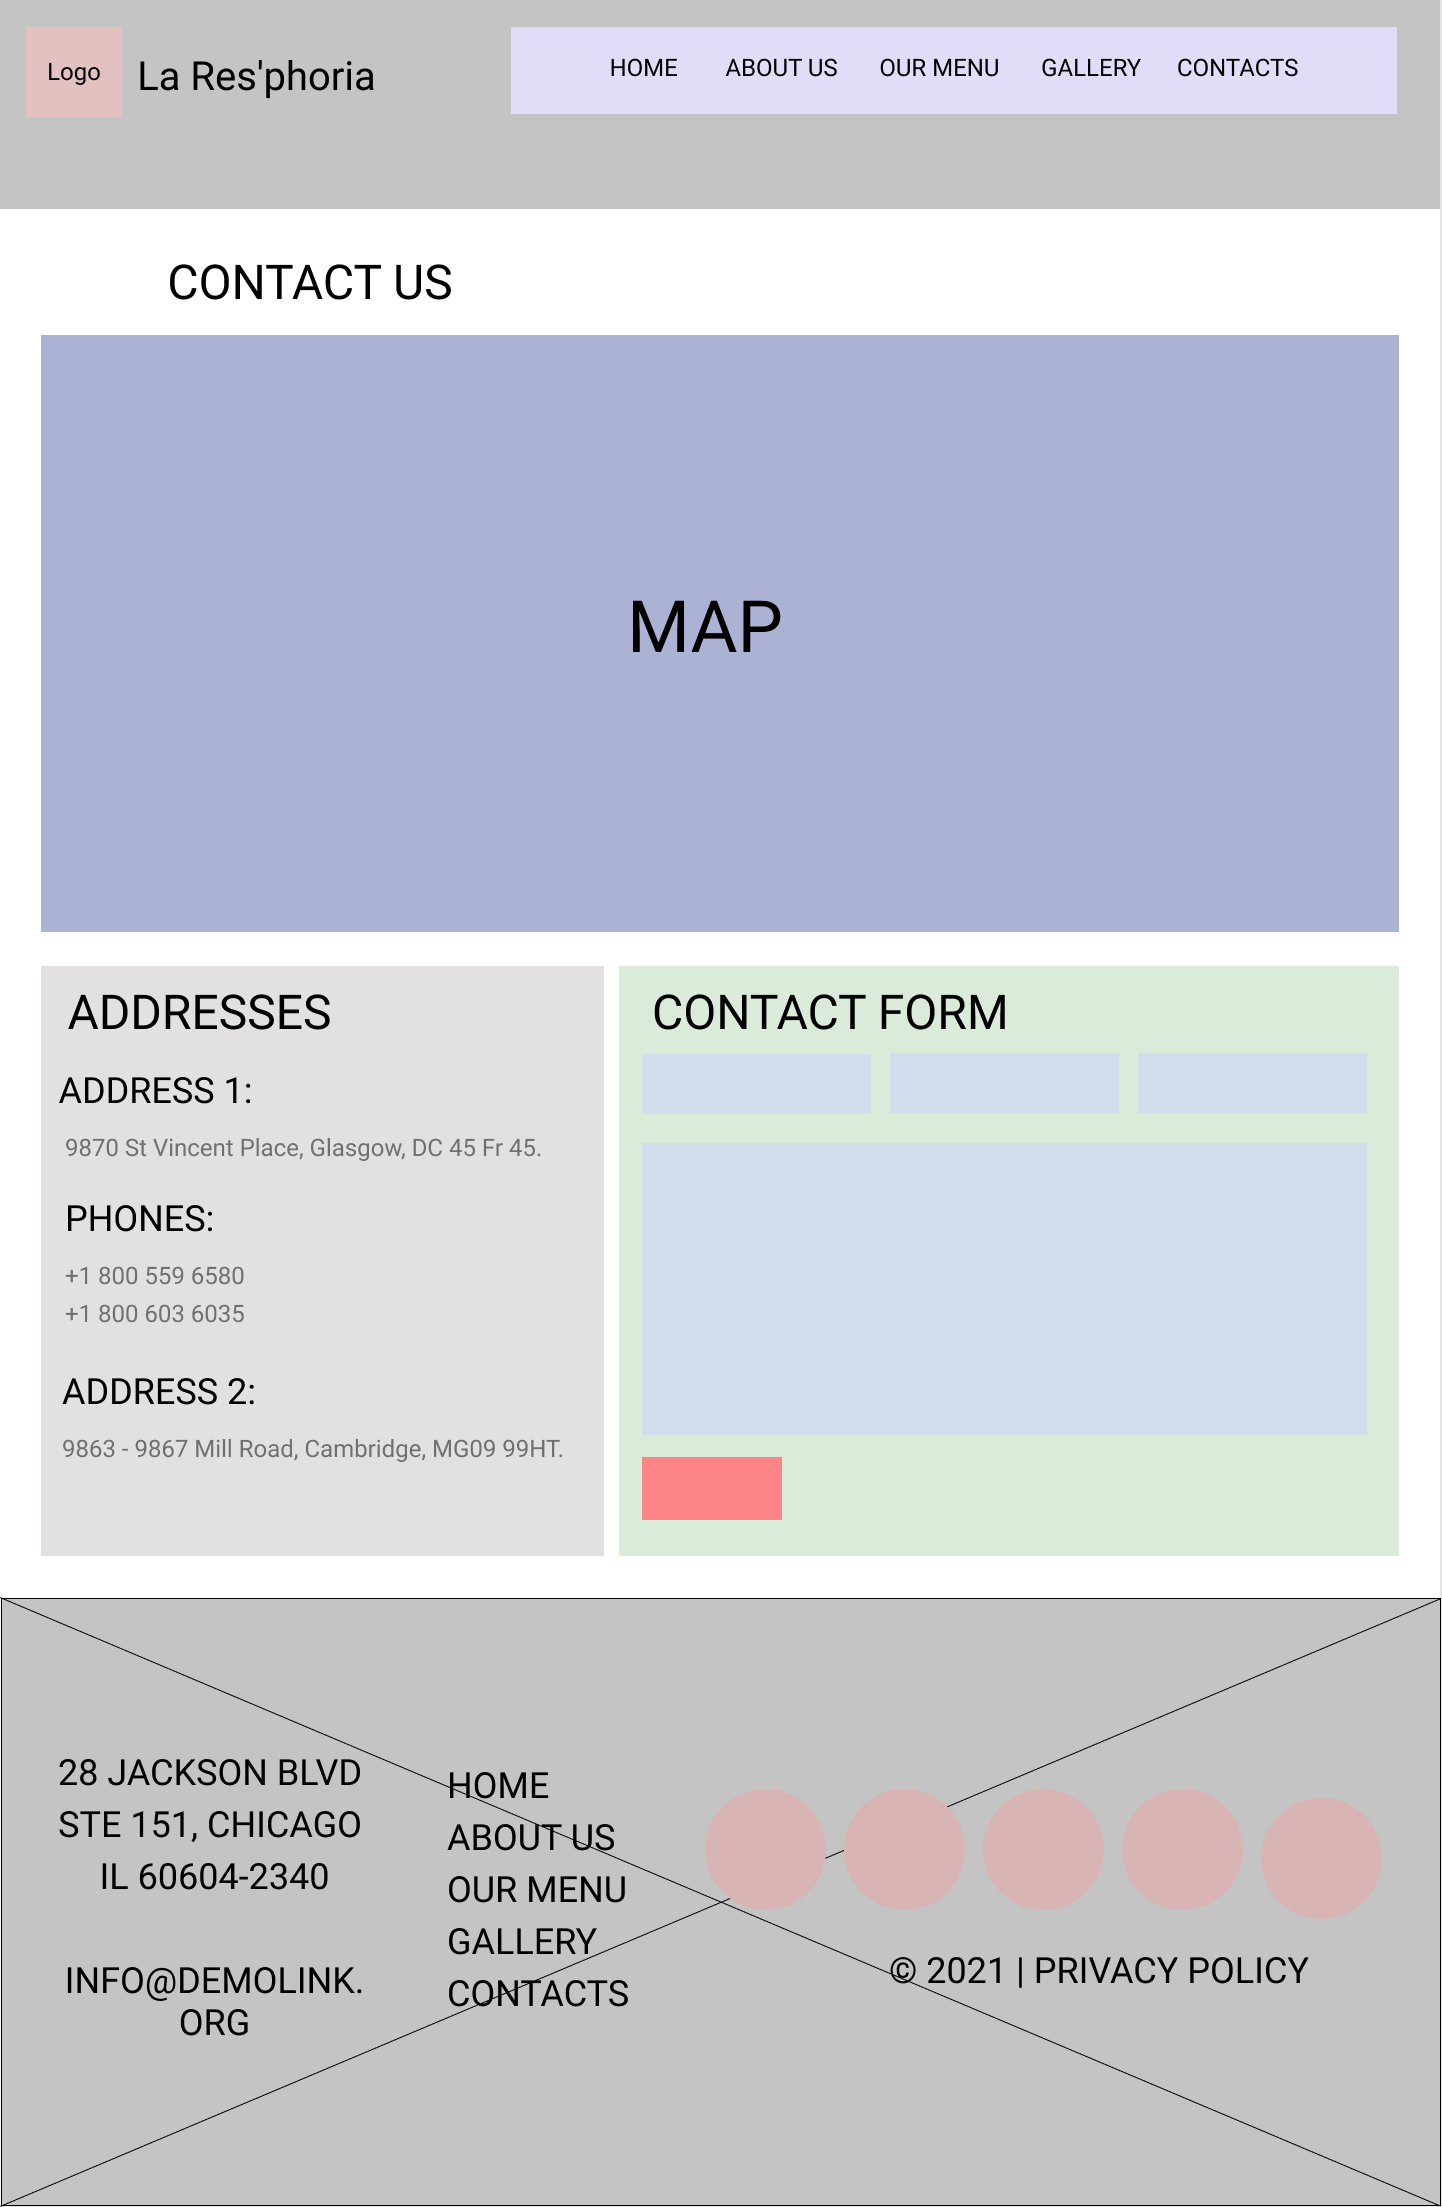 Logo
La Res'phoria
HOME ABOUT US OUR MENU GALLERY CONTACTS
CONTACT US
MAP
ADDRESSES
ADDRESS 1:
9870 St Vincent Place, Glasgow, DC 45 Fr 45.
PHONES:
+1 800 559 6580
+1 800 603 6035
ADDRESS 2:
9863 - 9867 Mill Road, Cambridge, MG09 99HT.
CONTACT FORM
28 JACKSON BLVD
STE 151, CHICAGO
IL 60604-2340
INFO@DEMOLINK.
ORG
HOME
ABOUT US
OUR MENU
GALLERY
CONTACTS
© 2021 | PRIVACY POLICY